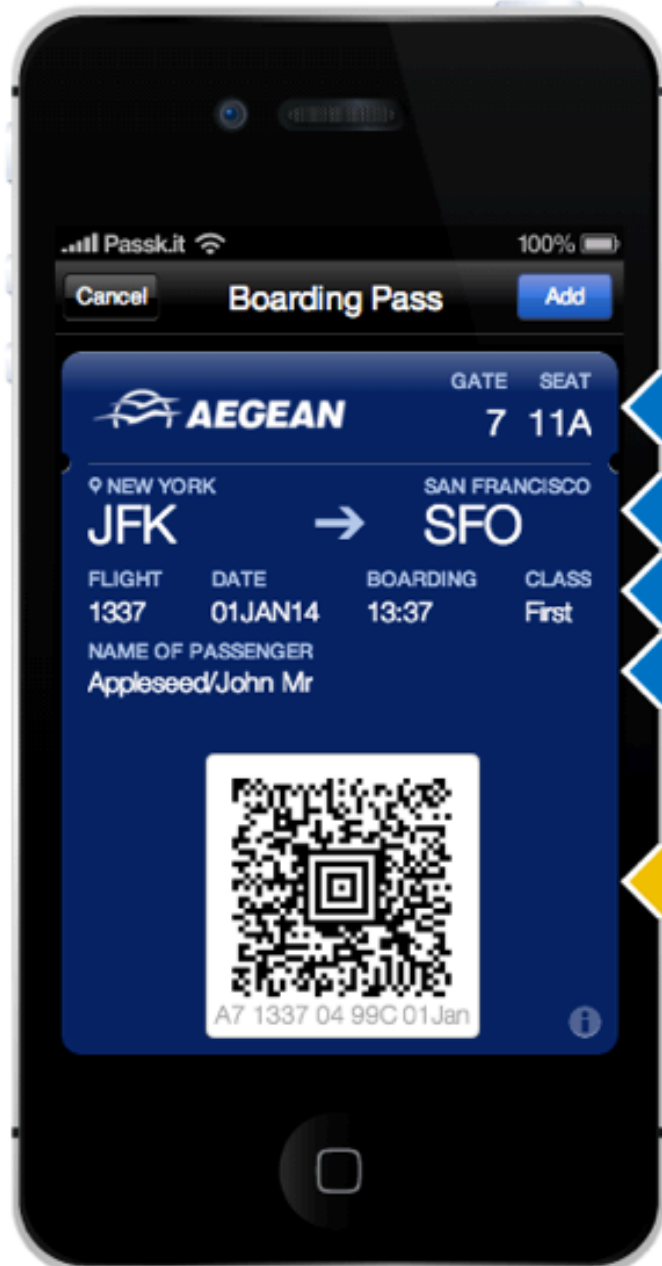 Passk.it 100%
Cancel Boarding Pass Add
AEGEAN GATE SEAT
7 11A
NEW YORK SAN FRANCISCO
JFK → SFO
FLIGHT DATE BOARDING CLASS
1337 01JAN14 13:37 First
NAME OF PASSENGER
Appleseed/John Mr
A7 1337 04 99C 01Jan